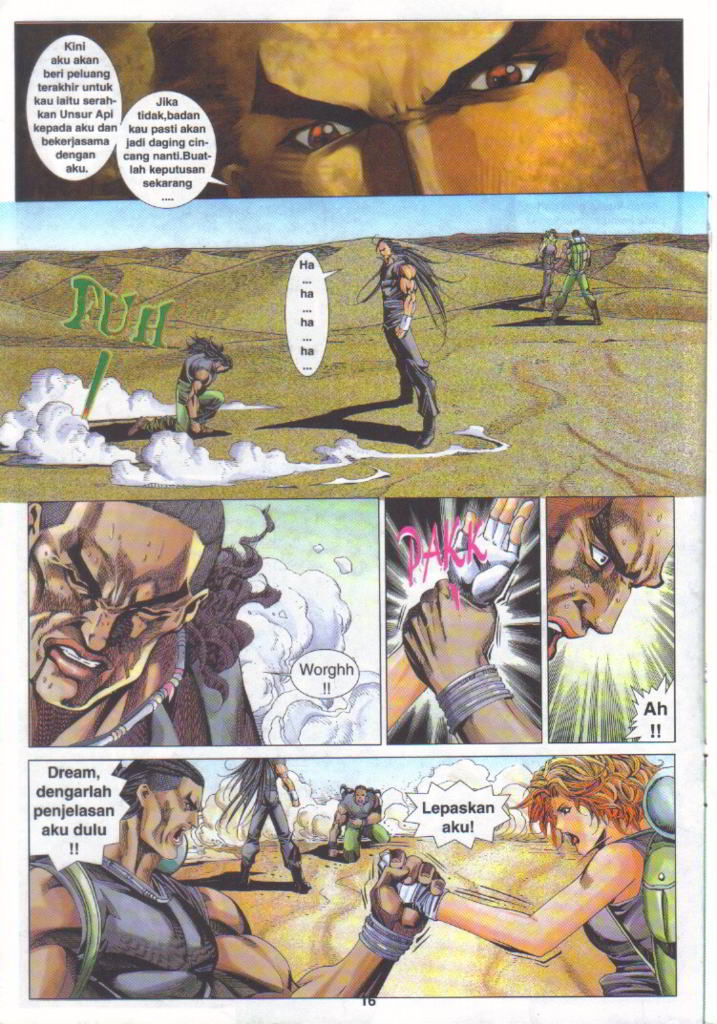 Kini
aku akan
beri peluang
terakhir untuk
kau iaitu serah-
kan Unsur Api
kepada aku dan
bekerjasama
dengan
aku.
Jika
tidak,badan
kau pasti akan
jadi daging cin-
cang nanti.Buat-
lah keputusan
sekarang
....
Ha
...
ha
...
ha
...
ha
...
PUH
!
Worghh
!!
PAKK
!
Ah
!!
Dream,
dengarlah
penjelasan
aku dulu
!!
Lepaskan
aku!
16